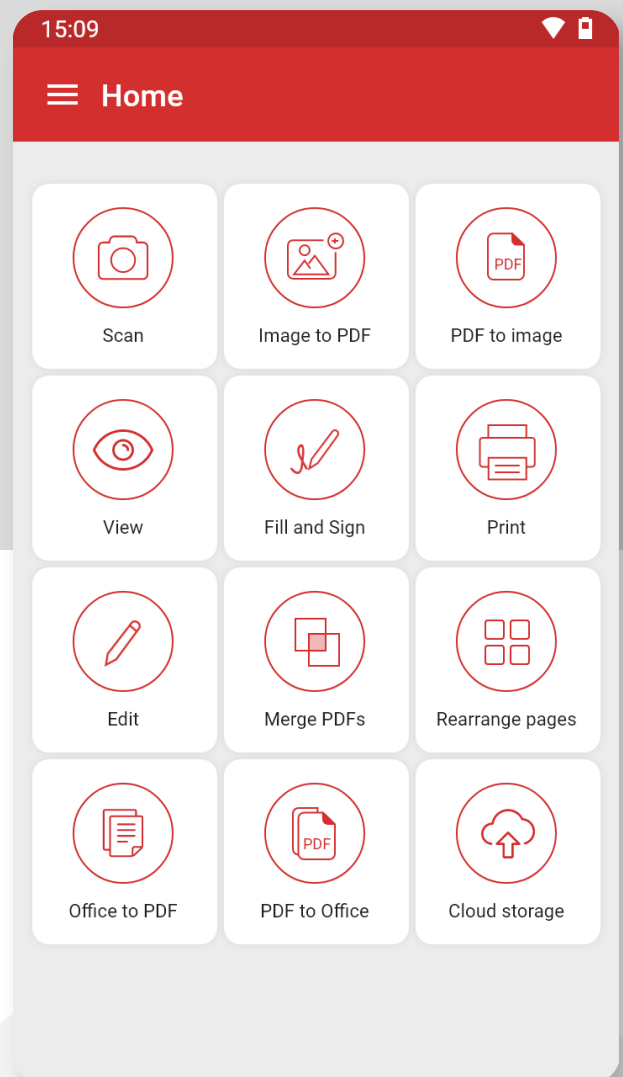 15:09
Home
Scan
Image to PDF
PDF
PDF to image
View
Fill and Sign
Print
Edit
Merge PDFs
Rearrange pages
Office to PDF
PDF
PDF to Office
Cloud storage